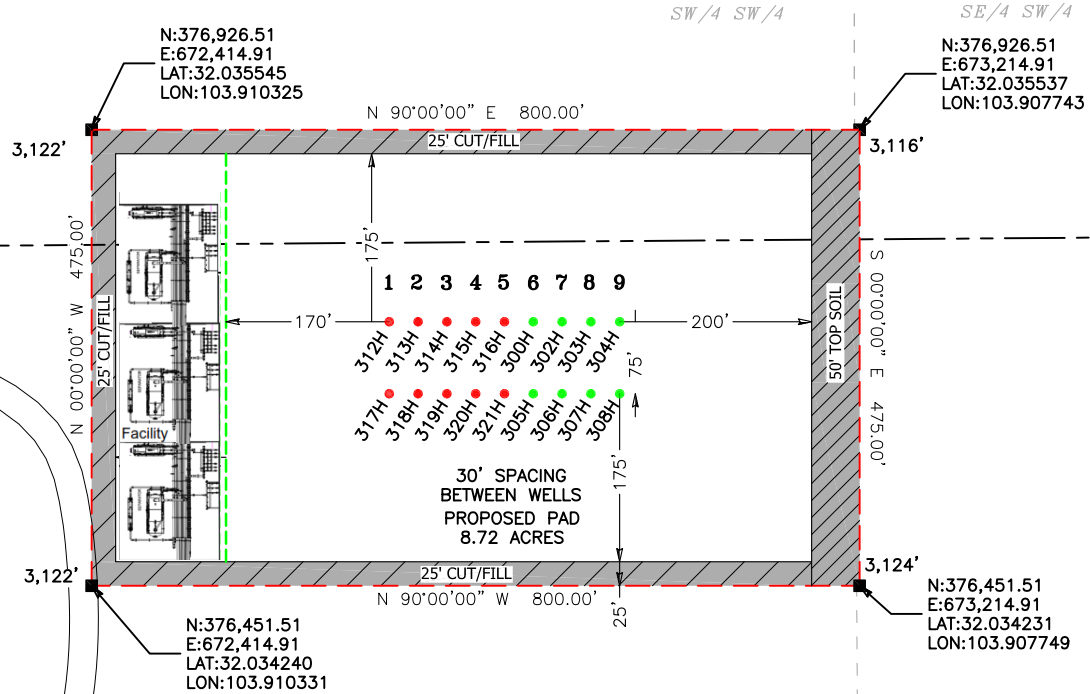 SW/4 SW/4
SE/4 SW/4
N:376,926.51
E:672,414.91
LAT:32.035545
LON:103.910325
N:376,926.51
E:673,214.91
LAT:32.035537
LON:103.907743
N 90°00'00" E 800.00'
3,122'
25' CUT/FILL
3,116'
N 00°00'00" W 475.00'
175'
S 00°00'00" E 475.00'
25' CUT/FILL
50' TOP SOIL
1 2 3 4 5 6 7 8 9
170'
200'
312H 313H 314H 315H 316H 300H 302H 303H 304H
75'
317H 318H 319H 320H 321H 305H 306H 307H 308H
Facility
175'
30' SPACING
BETWEEN WELLS
PROPOSED PAD
8.72 ACRES
3,122'
25' CUT/FILL
3,124'
N 90°00'00" W 800.00'
25'
N:376,451.51
E:672,414.91
LAT:32.034240
LON:103.910331
N:376,451.51
E:673,214.91
LAT:32.034231
LON:103.907749